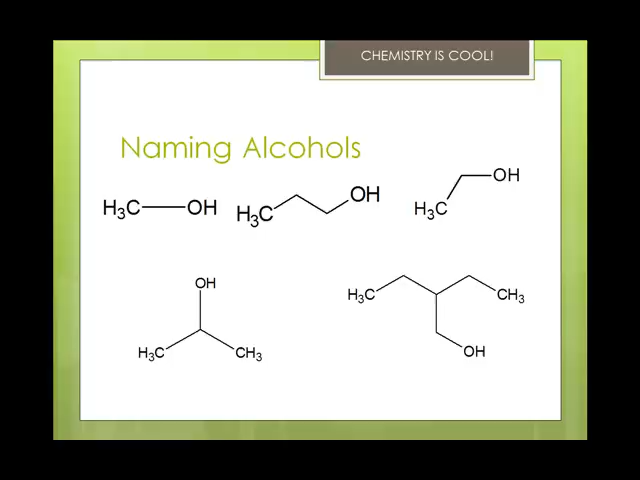 CHEMISTRY IS COOL!
Naming Alcohols
H₃C OH
H₃C OH
H₃C OH
OH
H₃C CH₃
H₃C CH₃
OH